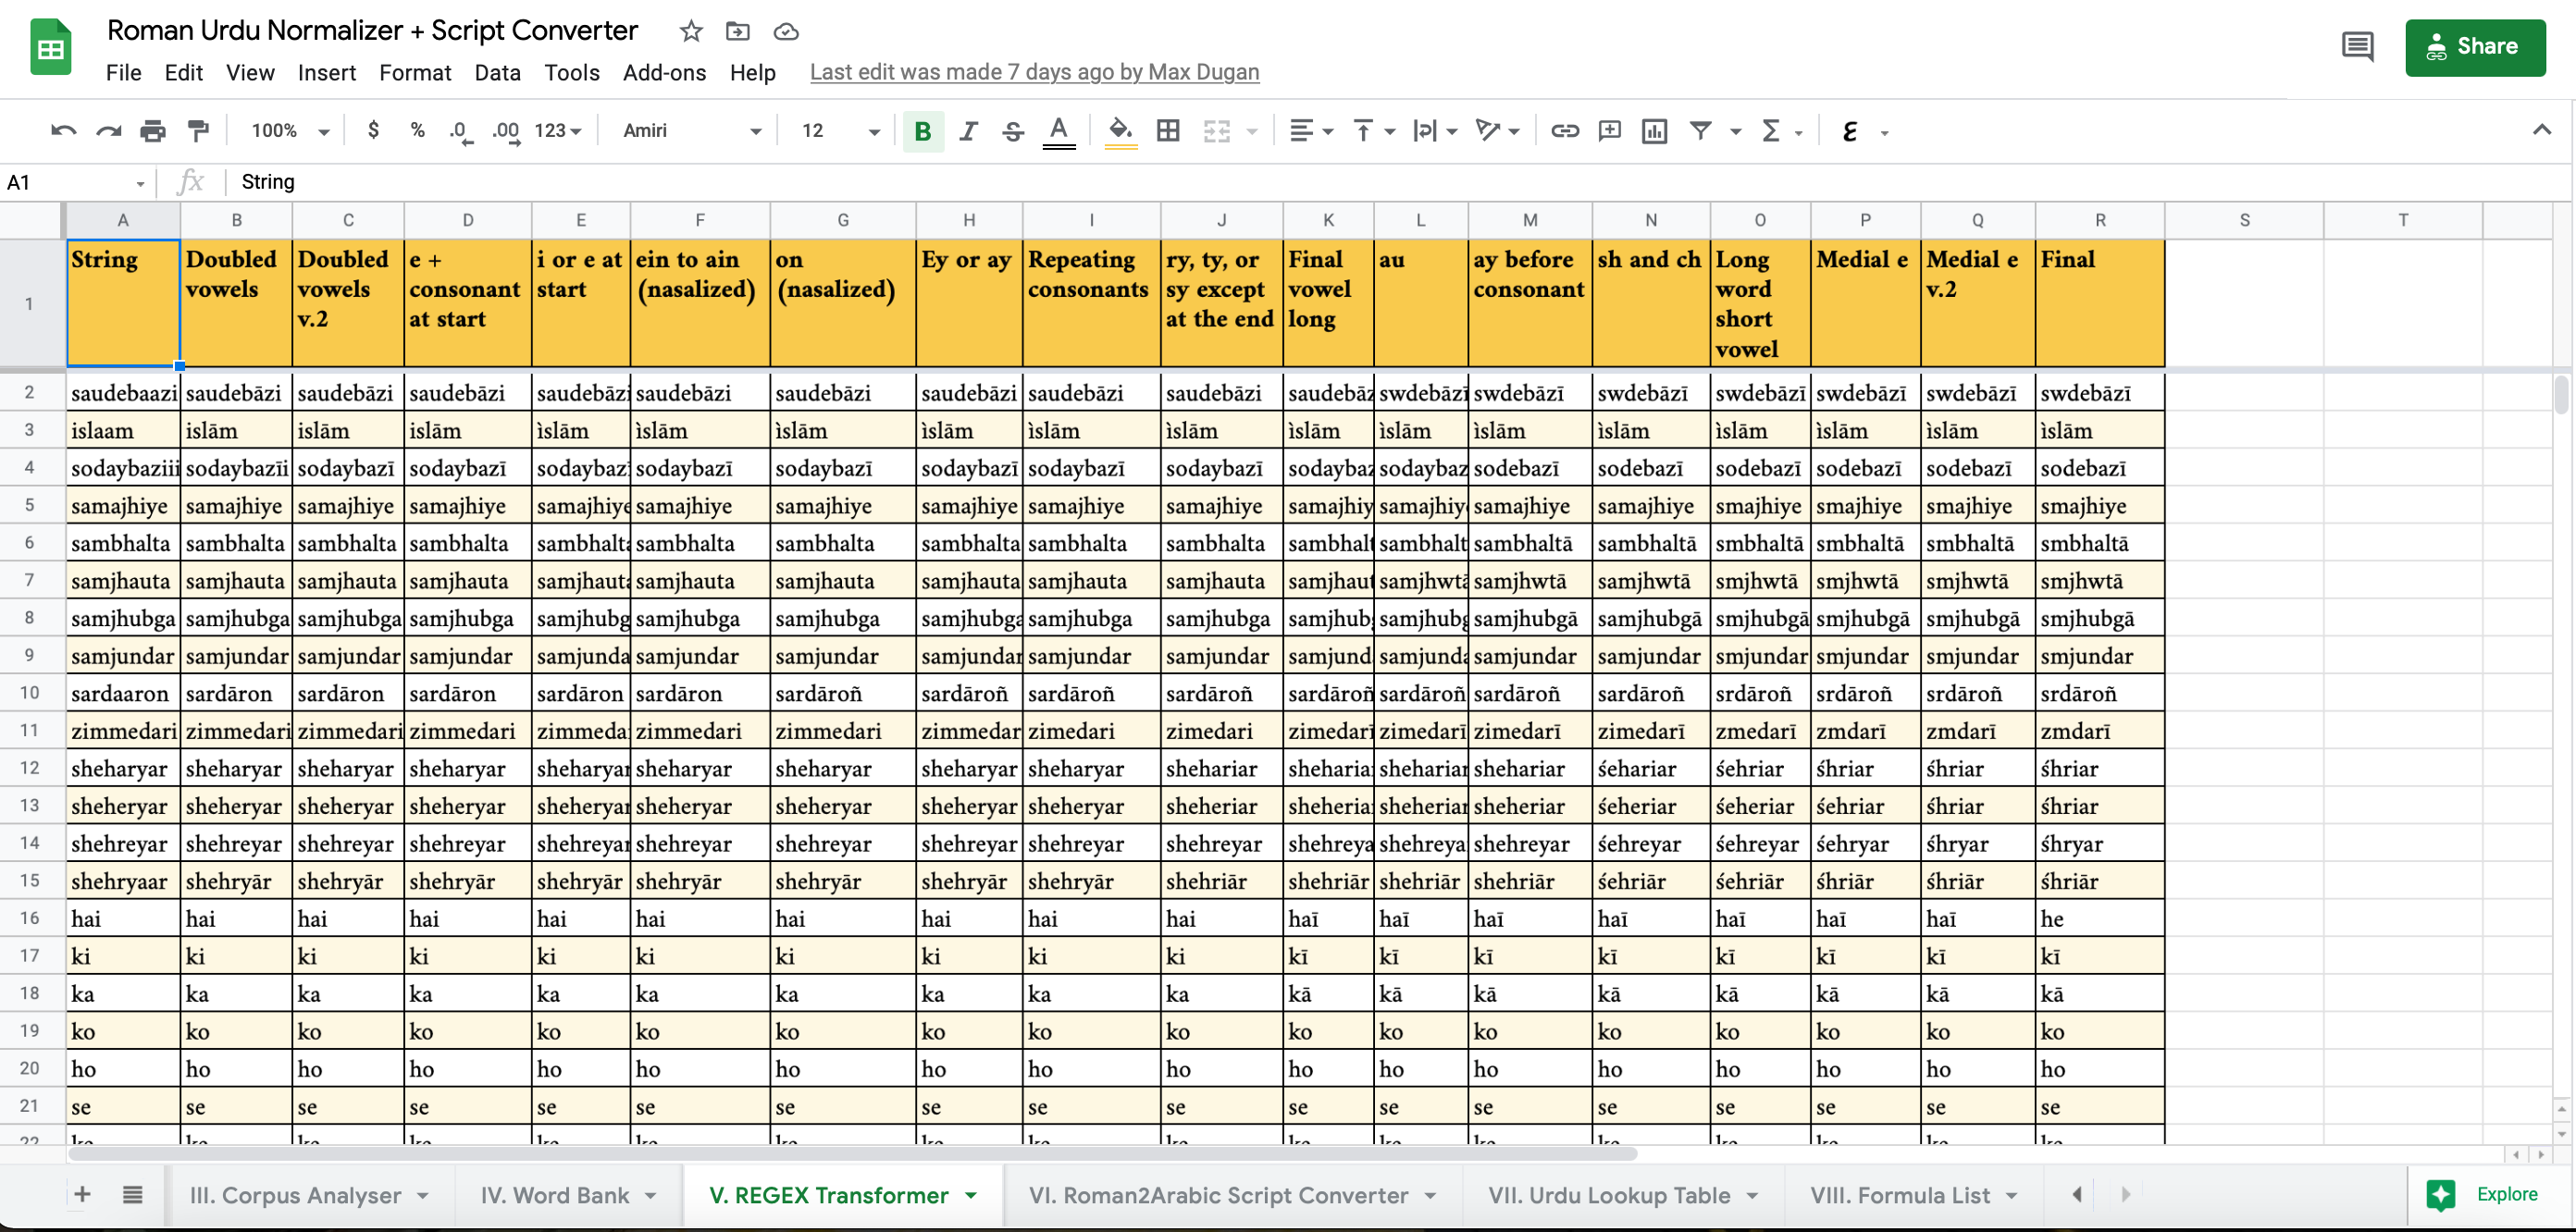 Roman Urdu Normalizer + Script Converter
File Edit View Insert Format Data Tools Add-ons Help Last edit was made 7 days ago by Max Dugan
Share
100% $ % .0 .00 123 Amiri 12 B I S A Σ Ɛ
A1 fx String
A B C D E F G H I J K L M N O P Q R S T
1 String Doubled vowels Doubled vowels v.2 e + consonant at start i or e at start ein to ain (nasalized) on (nasalized) Ey or ay Repeating consonants ry, ty, or sy except at the end Final vowel long au ay before consonant sh and ch Long word short vowel Medial e Medial e v.2 Final
2 saudebaazi saudebāzi saudebāzi saudebāzi saudebāzi saudebāzi saudebāzi saudebāzi saudebāzi saudebāzi saudebāz swdebāzī swdebāzī swdebāzī swdebāzī swdebāzī swdebāzī swdebāzī
3 islaam islām islām islām ìslām ìslām ìslām ìslām ìslām ìslām ìslām ìslām ìslām ìslām ìslām ìslām ìslām ìslām
4 sodaybaziii sodaybazīi sodaybazī sodaybazī sodaybazī sodaybazī sodaybazī sodaybazī sodaybazī sodaybazī sodaybaz sodaybaz sodebazī sodebazī sodebazī sodebazī sodebazī sodebazī
5 samajhiye samajhiye samajhiye samajhiye samajhiye samajhiye samajhiye samajhiye samajhiye samajhiye samajhiy samajhiy samajhiye samajhiye smajhiye smajhiye smajhiye smajhiye
6 sambhalta sambhalta sambhalta sambhalta sambhalta sambhalta sambhalta sambhalta sambhalta sambhalta sambhalt sambhalt sambhaltā sambhaltā smbhaltā smbhaltā smbhaltā smbhaltā
7 samjhauta samjhauta samjhauta samjhauta samjhauta samjhauta samjhauta samjhauta samjhauta samjhauta samjhaut samjhwtā samjhwtā samjhwtā smjhwtā smjhwtā smjhwtā smjhwtā
8 samjhubga samjhubga samjhubga samjhubga samjhubg samjhubga samjhubga samjhubga samjhubga samjhubga samjhub samjhubg samjhubgā samjhubgā smjhubgā smjhubgā smjhubgā smjhubgā
9 samjundar samjundar samjundar samjundar samjunda samjundar samjundar samjundar samjundar samjundar samjund samjunda samjundar samjundar smjundar smjundar smjundar smjundar
10 sardaaron sardāron sardāron sardāron sardāron sardāron sardāroñ sardāroñ sardāroñ sardāroñ sardāroñ sardāroñ sardāroñ sardāroñ srdāroñ srdāroñ srdāroñ srdāroñ
11 zimmedari zimmedari zimmedari zimmedari zimmeda zimmedari zimmedari zimmedar zimedari zimedari zimedarī zimedarī zimedarī zimedarī zmedarī zmdarī zmdarī zmdarī
12 sheharyar sheharyar sheharyar sheharyar sheharyar sheharyar sheharyar sheharyar sheharyar shehariar shehariar shehariar shehariar śehariar śehriar śhriar śhriar śhriar
13 sheheryar sheheryar sheheryar sheheryar sheheryar sheheryar sheheryar sheheryar sheheryar sheheriar sheheria sheheriar sheheriar śeheriar śeheriar śehriar śhriar śhriar
14 shehreyar shehreyar shehreyar shehreyar shehreyar shehreyar shehreyar shehreyar shehreyar shehreyar shehreya shehreya shehreyar śehreyar śehreyar śehryar śhryar śhryar
15 shehryaar shehryār shehryār shehryār shehryār shehryār shehryār shehryār shehryār shehriār shehriār shehriār shehriār śehriār śehriār śhriār śhriār śhriār
16 hai hai hai hai hai hai hai hai hai hai haī haī haī haī haī haī haī he
17 ki ki ki ki ki ki ki ki ki ki kī kī kī kī kī kī kī kī
18 ka ka ka ka ka ka ka ka ka ka kā kā kā kā kā kā kā kā
19 ko ko ko ko ko ko ko ko ko ko ko ko ko ko ko ko ko ko
20 ho ho ho ho ho ho ho ho ho ho ho ho ho ho ho ho ho ho
21 se se se se se se se se se se se se se se se se se se
III. Corpus Analyser IV. Word Bank V. REGEX Transformer VI. Roman2Arabic Script Converter VII. Urdu Lookup Table VIII. Formula List Explore